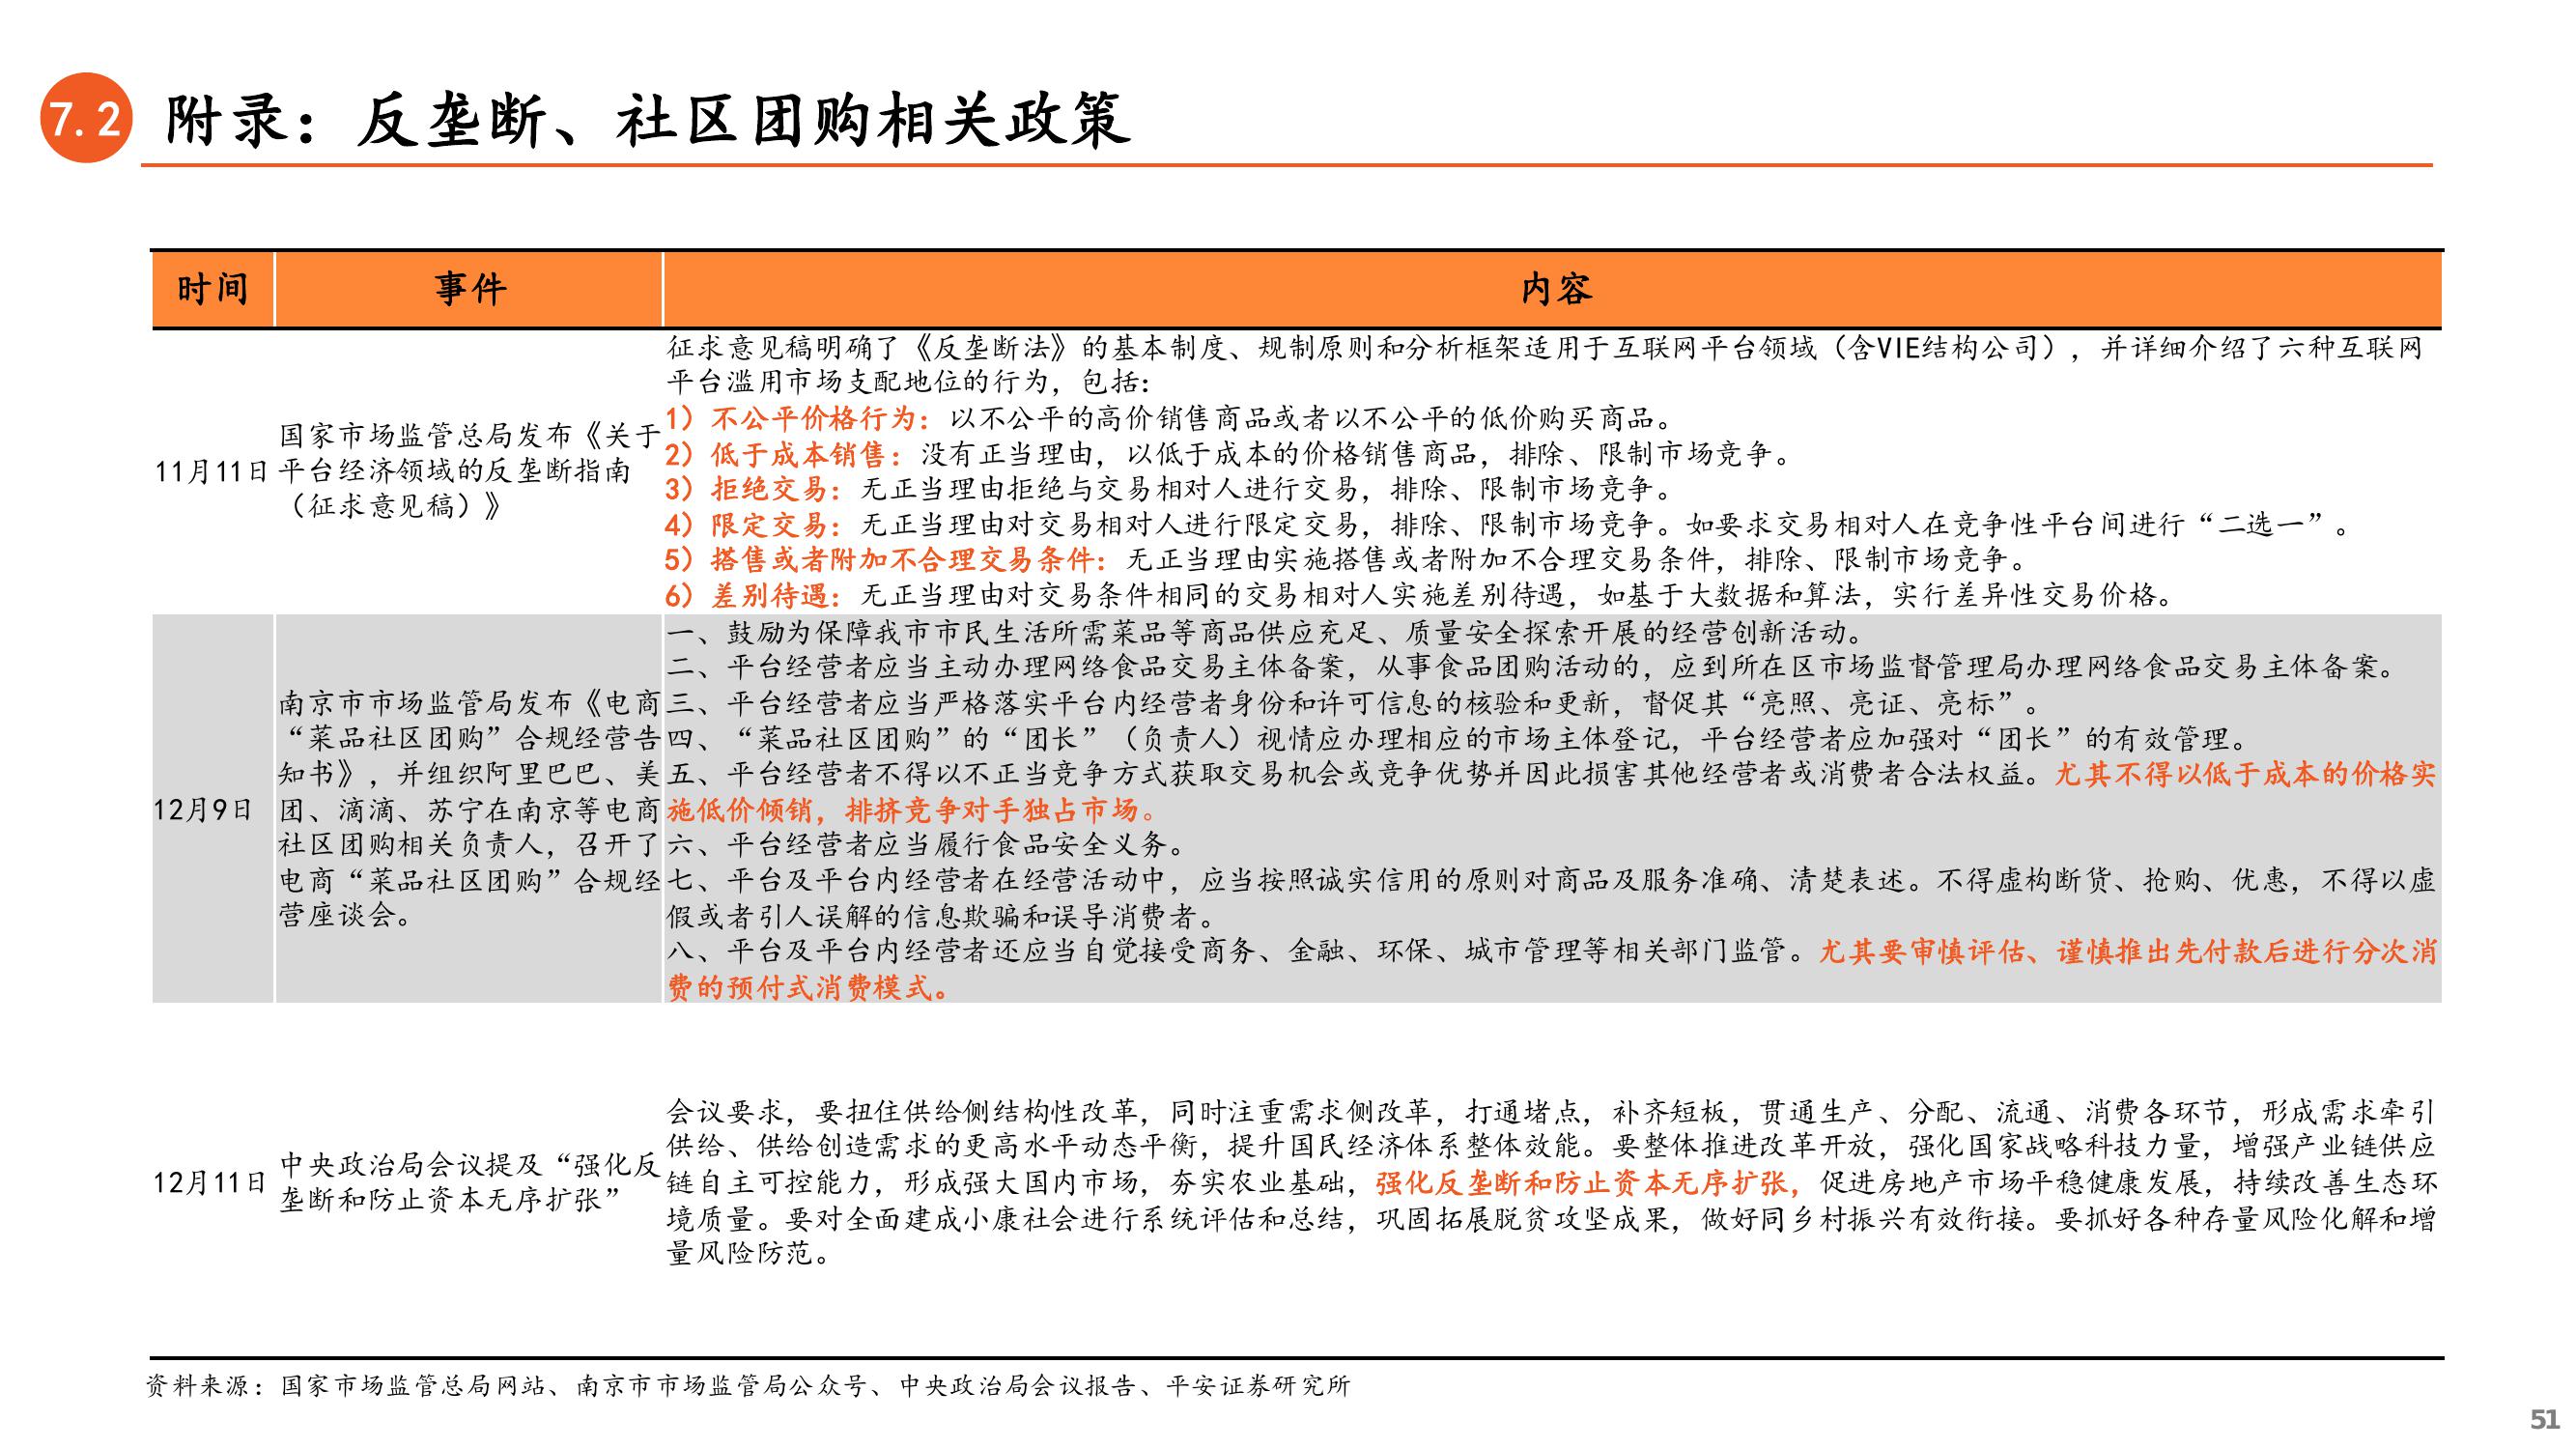 7.2 附录：反垄断、社区团购相关政策
时间 事件 内容
11月11日
国家市场监管总局发布《关于
平台经济领域的反垄断指南
（征求意见稿）》
征求意见稿明确了《反垄断法》的基本制度、规制原则和分析框架适用于互联网平台领域（含VIE结构公司），并详细介绍了六种互联网
平台滥用市场支配地位的行为，包括：
1）不公平价格行为：以不公平的高价销售商品或者以不公平的低价购买商品。
2）低于成本销售：没有正当理由，以低于成本的价格销售商品，排除、限制市场竞争。
3）拒绝交易：无正当理由拒绝与交易相对人进行交易，排除、限制市场竞争。
4）限定交易：无正当理由对交易相对人进行限定交易，排除、限制市场竞争。如要求交易相对人在竞争性平台间进行“二选一”。
5）搭售或者附加不合理交易条件：无正当理由实施搭售或者附加不合理交易条件，排除、限制市场竞争。
6）差别待遇：无正当理由对交易条件相同的交易相对人实施差别待遇，如基于大数据和算法，实行差异性交易价格。
12月9日
南京市市场监管局发布《电商
“菜品社区团购”合规经营告
知书》，并组织阿里巴巴、美
团、滴滴、苏宁在南京等电商
社区团购相关负责人，召开了
电商“菜品社区团购”合规经
营座谈会。
一、鼓励为保障我市市民生活所需菜品等商品供应充足、质量安全探索开展的经营创新活动。
二、平台经营者应当主动办理网络食品交易主体备案，从事食品团购活动的，应到所在区市场监督管理局办理网络食品交易主体备案。
三、平台经营者应当严格落实平台内经营者身份和许可信息的核验和更新，督促其“亮照、亮证、亮标”。
四、“菜品社区团购”的“团长”（负责人）视情应办理相应的市场主体登记，平台经营者应加强对“团长”的有效管理。
五、平台经营者不得以不正当竞争方式获取交易机会或竞争优势并因此损害其他经营者或消费者合法权益。尤其不得以低于成本的价格实
施低价倾销，排挤竞争对手独占市场。
六、平台经营者应当履行食品安全义务。
七、平台及平台内经营者在经营活动中，应当按照诚实信用的原则对商品及服务准确、清楚表述。不得虚构断货、抢购、优惠，不得以虚
假或者引人误解的信息欺骗和误导消费者。
八、平台及平台内经营者还应当自觉接受商务、金融、环保、城市管理等相关部门监管。尤其要审慎评估、谨慎推出先付款后进行分次消
费的预付式消费模式。
12月11日
中央政治局会议提及“强化反
垄断和防止资本无序扩张”
会议要求，要扭住供给侧结构性改革，同时注重需求侧改革，打通堵点，补齐短板，贯通生产、分配、流通、消费各环节，形成需求牵引
供给、供给创造需求的更高水平动态平衡，提升国民经济体系整体效能。要整体推进改革开放，强化国家战略科技力量，增强产业链供应
链自主可控能力，形成强大国内市场，夯实农业基础，强化反垄断和防止资本无序扩张，促进房地产市场平稳健康发展，持续改善生态环
境质量。要对全面建成小康社会进行系统评估和总结，巩固拓展脱贫攻坚成果，做好同乡村振兴有效衔接。要抓好各种存量风险化解和增
量风险防范。
资料来源：国家市场监管总局网站、南京市市场监管局公众号、中央政治局会议报告、平安证券研究所
51